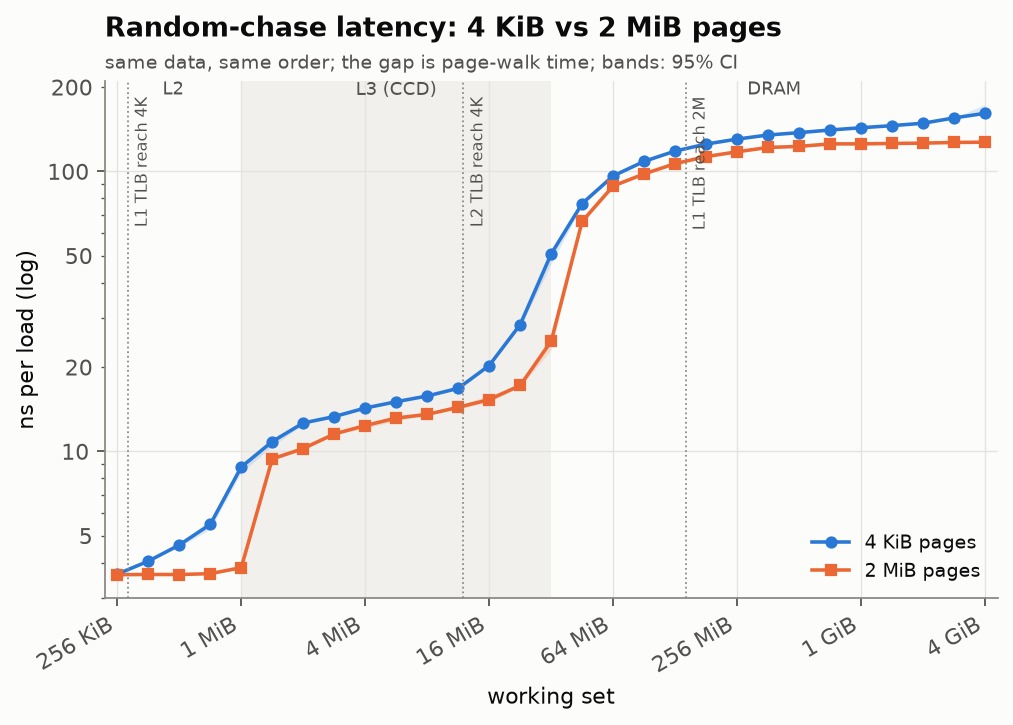 Random-chase latency: 4 KiB vs 2 MiB pages
same data, same order; the gap is page-walk time; bands: 95% CI
L2
L3 (CCD)
DRAM
L1 TLB reach 4K
L2 TLB reach 4K
L1 TLB reach 2M
200
100
50
20
10
5
ns per load (log)
4 KiB pages
2 MiB pages
256 KiB
1 MiB
4 MiB
16 MiB
64 MiB
256 MiB
1 GiB
4 GiB
working set